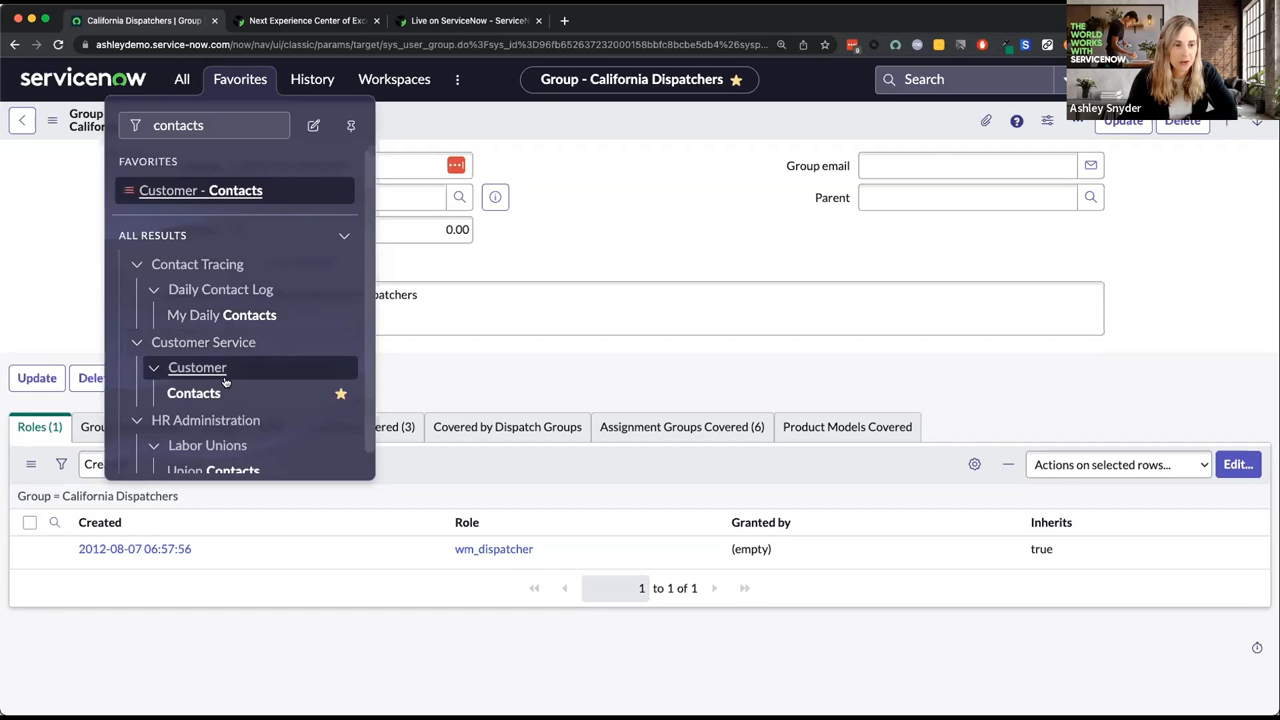 California Dispatchers | Group
Next Experience Center of Exc
Live on ServiceNow - ServiceN
ashleydemo.service-now.com/now/nav/ui/classic/params/target/sys_user_group.do%3Fsys_id%3D96fb652637232000158bbfc8bcbe5db4%26sysp...
THE
WORLD
WORKS
WITH
SERVICENOW
Ashley Snyder
servicenow
All
Favorites
History
Workspaces
Group - California Dispatchers
Search
Group
Californ
Update
Delete
contacts
FAVORITES
Customer - Contacts
ALL RESULTS
Contact Tracing
Daily Contact Log
My Daily Contacts
Customer Service
Customer
Contacts
HR Administration
Labor Unions
Union Contacts
0.00
Group email
Parent
patchers
Update
Dele
Roles (1)
Grou
ered (3)
Covered by Dispatch Groups
Assignment Groups Covered (6)
Product Models Covered
Cre
Actions on selected rows...
Edit...
Group = California Dispatchers
Created
Role
Granted by
Inherits
2012-08-07 06:57:56
wm_dispatcher
(empty)
true
1 to 1 of 1